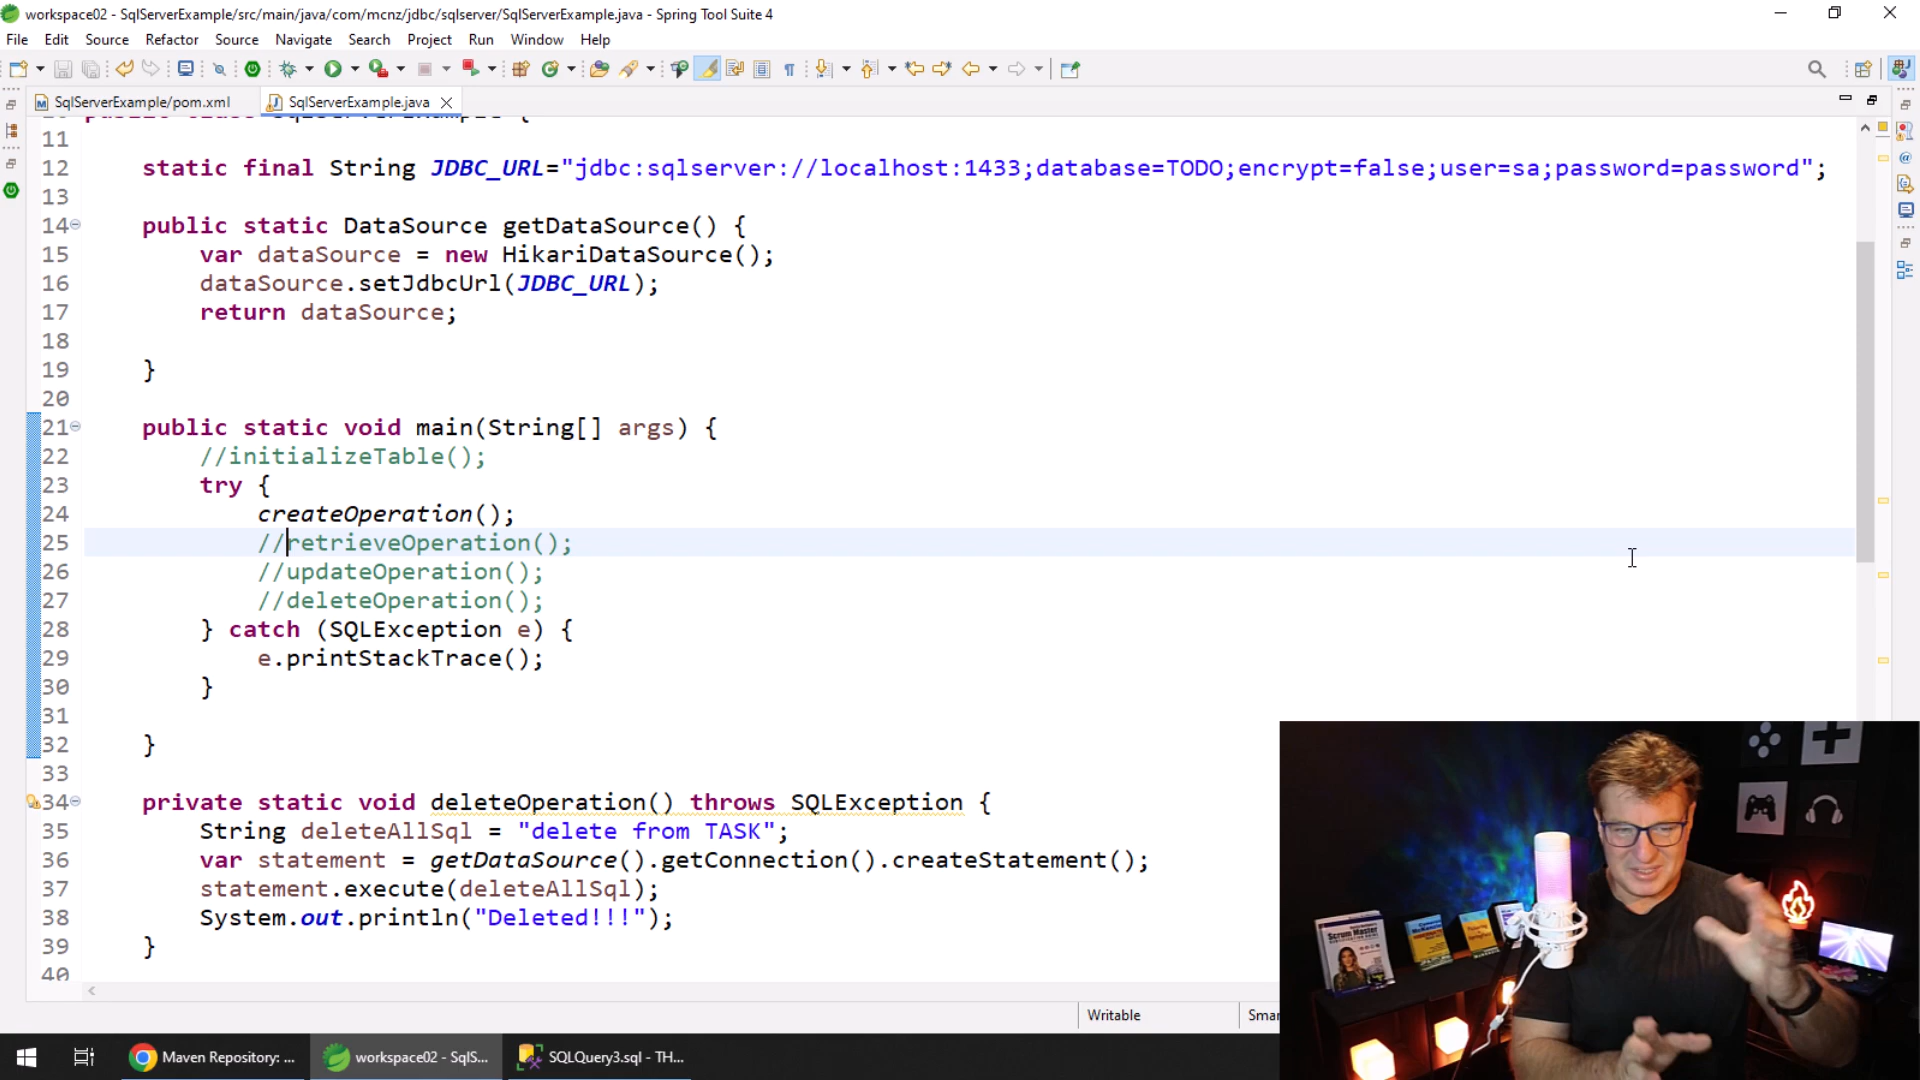 workspace02 - SqlServerExample/src/main/java/com/mcnz/jdbc/sqlserver/SqlServerExample.java - Spring Tool Suite 4
File Edit Source Refactor Source Navigate Search Project Run Window Help
SqlServerExample/pom.xml SqlServerExample.java
11
12 static final String JDBC_URL="jdbc:sqlserver://localhost:1433;database=TODO;encrypt=false;user=sa;password=password";
13
14 public static DataSource getDataSource() {
15 var dataSource = new HikariDataSource();
16 dataSource.setJdbcUrl(JDBC_URL);
17 return dataSource;
18
19 }
20
21 public static void main(String[] args) {
22 //initializeTable();
23 try {
24 createOperation();
25 //retrieveOperation();
26 //updateOperation();
27 //deleteOperation();
28 } catch (SQLException e) {
29 e.printStackTrace();
30 }
31
32 }
33
34 private static void deleteOperation() throws SQLException {
35 String deleteAllSql = "delete from TASK";
36 var statement = getDataSource().getConnection().createStatement();
37 statement.execute(deleteAllSql);
38 System.out.println("Deleted!!!");
39 }
40
Writable Smar
Scrum Master
Maven Repository: ... workspace02 - SqlS... SQLQuery3.sql - TH...